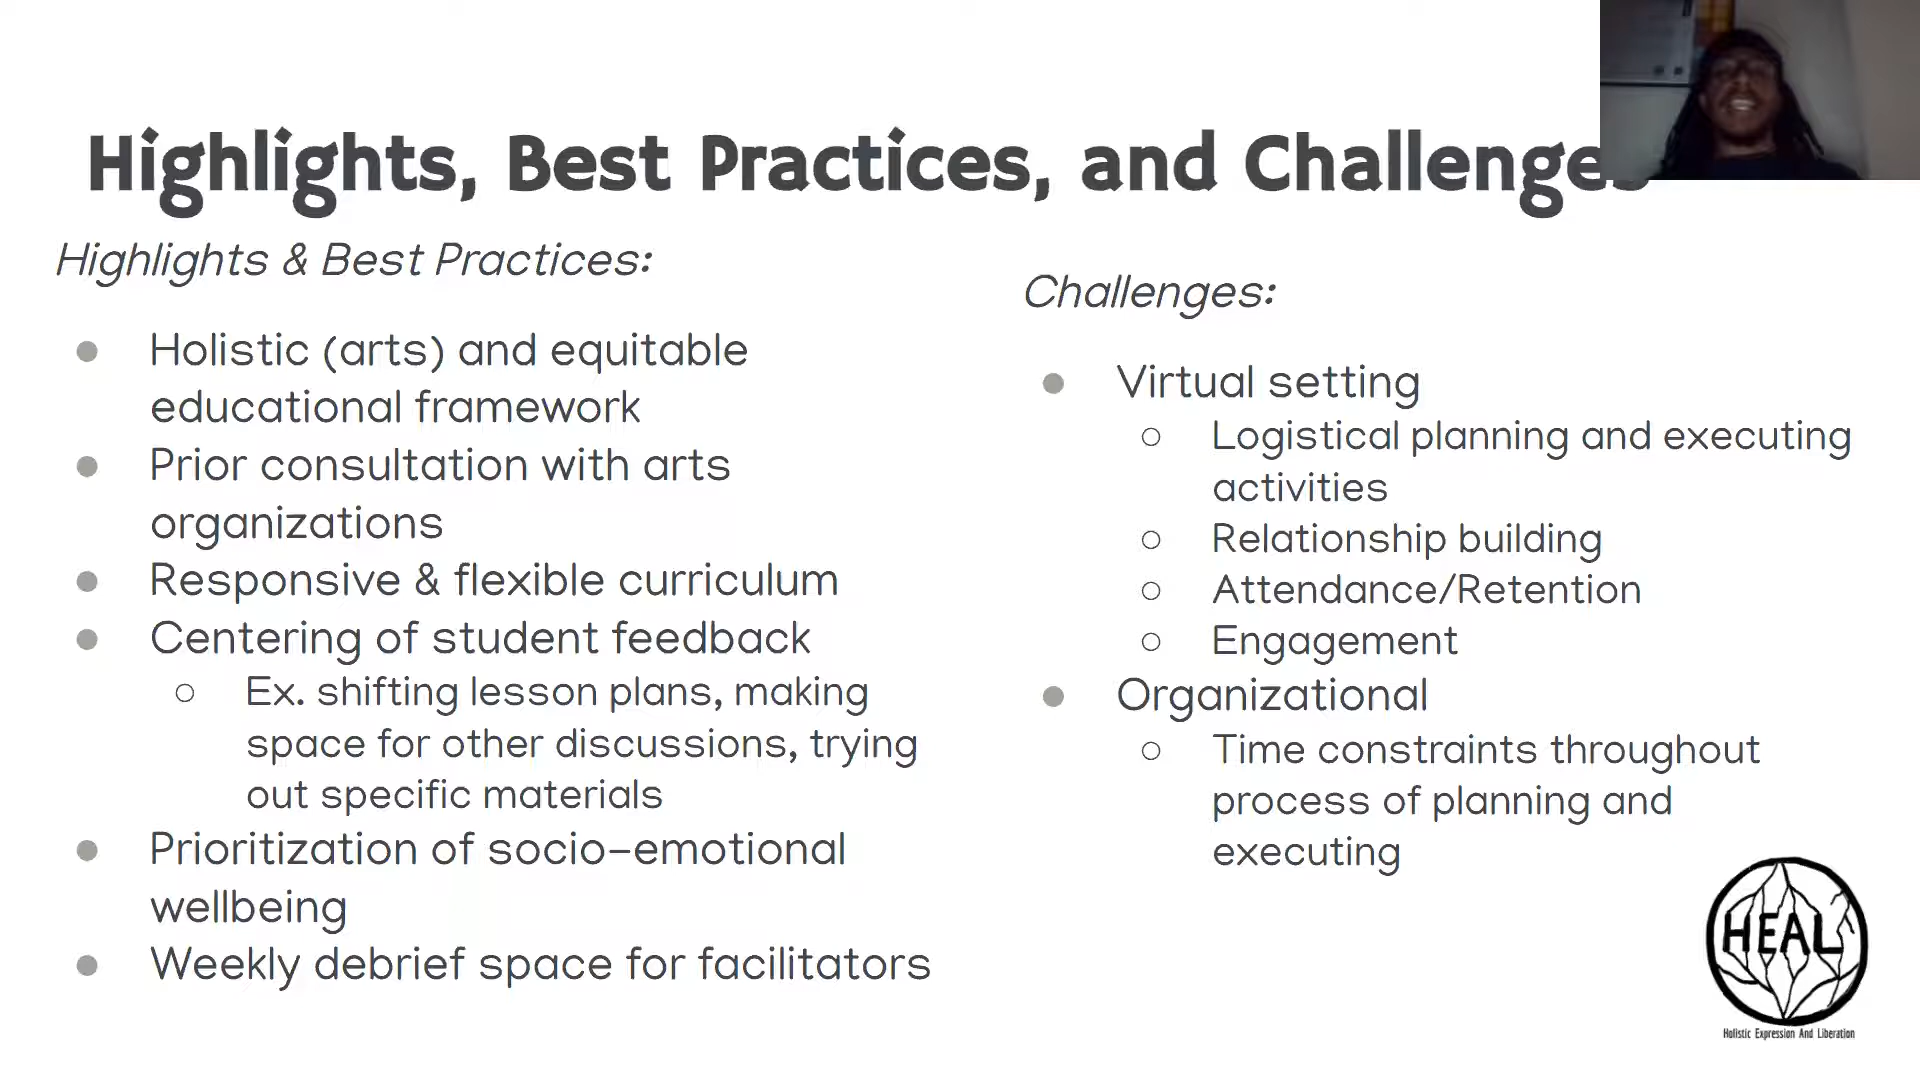 Highlights, Best Practices, and Challenges
Highlights & Best Practices:
Holistic (arts) and equitable
educational framework
Prior consultation with arts
organizations
Responsive & flexible curriculum
Centering of student feedback
Ex. shifting lesson plans, making
space for other discussions, trying
out specific materials
Prioritization of socio-emotional
wellbeing
Weekly debrief space for facilitators
Challenges:
Virtual setting
Logistical planning and executing
activities
Relationship building
Attendance/Retention
Engagement
Organizational
Time constraints throughout
process of planning and
executing
HEAL
Holistic Expression And Liberation